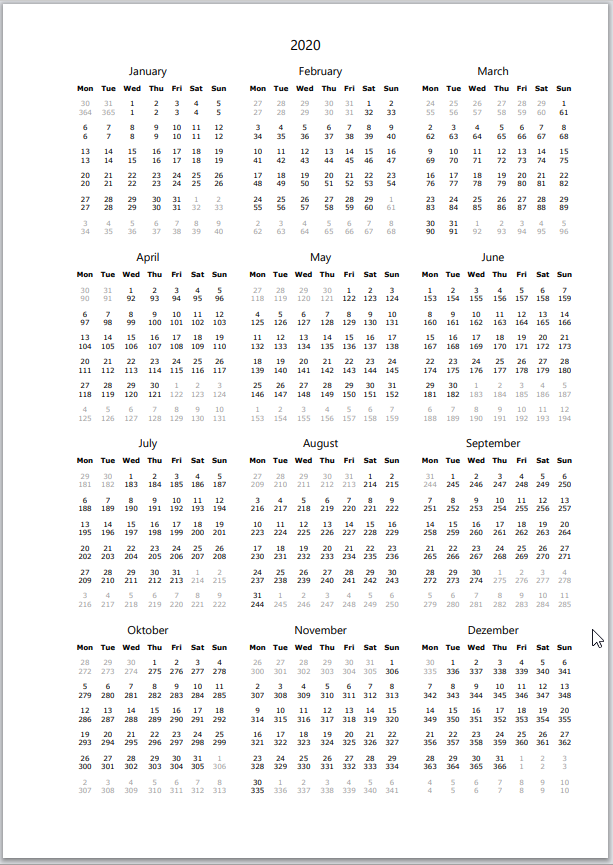 2020
January
Mon Tue Wed Thu Fri Sat Sun
30 31 1 2 3 4 5
364 365 1 2 3 4 5
6 7 8 9 10 11 12
6 7 8 9 10 11 12
13 14 15 16 17 18 19
13 14 15 16 17 18 19
20 21 22 23 24 25 26
20 21 22 23 24 25 26
27 28 29 30 31 1 2
27 28 29 30 31 32 33
3 4 5 6 7 8 9
34 35 36 37 38 39 40
February
Mon Tue Wed Thu Fri Sat Sun
27 28 29 30 31 1 2
27 28 29 30 31 32 33
3 4 5 6 7 8 9
34 35 36 37 38 39 40
10 11 12 13 14 15 16
41 42 43 44 45 46 47
17 18 19 20 21 22 23
48 49 50 51 52 53 54
24 25 26 27 28 29 1
55 56 57 58 59 60 61
2 3 4 5 6 7 8
62 63 64 65 66 67 68
March
Mon Tue Wed Thu Fri Sat Sun
24 25 26 27 28 29 1
55 56 57 58 59 60 61
2 3 4 5 6 7 8
62 63 64 65 66 67 68
9 10 11 12 13 14 15
69 70 71 72 73 74 75
16 17 18 19 20 21 22
76 77 78 79 80 81 82
23 24 25 26 27 28 29
83 84 85 86 87 88 89
30 31 1 2 3 4 5
90 91 92 93 94 95 96
April
Mon Tue Wed Thu Fri Sat Sun
30 31 1 2 3 4 5
90 91 92 93 94 95 96
6 7 8 9 10 11 12
97 98 99 100 101 102 103
13 14 15 16 17 18 19
104 105 106 107 108 109 110
20 21 22 23 24 25 26
111 112 113 114 115 116 117
27 28 29 30 1 2 3
118 119 120 121 122 123 124
4 5 6 7 8 9 10
125 126 127 128 129 130 131
May
Mon Tue Wed Thu Fri Sat Sun
27 28 29 30 1 2 3
118 119 120 121 122 123 124
4 5 6 7 8 9 10
125 126 127 128 129 130 131
11 12 13 14 15 16 17
132 133 134 135 136 137 138
18 19 20 21 22 23 24
139 140 141 142 143 144 145
25 26 27 28 29 30 31
146 147 148 149 150 151 152
1 2 3 4 5 6 7
153 154 155 156 157 158 159
June
Mon Tue Wed Thu Fri Sat Sun
1 2 3 4 5 6 7
153 154 155 156 157 158 159
8 9 10 11 12 13 14
160 161 162 163 164 165 166
15 16 17 18 19 20 21
167 168 169 170 171 172 173
22 23 24 25 26 27 28
174 175 176 177 178 179 180
29 30 1 2 3 4 5
181 182 183 184 185 186 187
6 7 8 9 10 11 12
188 189 190 191 192 193 194
July
Mon Tue Wed Thu Fri Sat Sun
29 30 1 2 3 4 5
181 182 183 184 185 186 187
6 7 8 9 10 11 12
188 189 190 191 192 193 194
13 14 15 16 17 18 19
195 196 197 198 199 200 201
20 21 22 23 24 25 26
202 203 204 205 206 207 208
27 28 29 30 31 1 2
209 210 211 212 213 214 215
3 4 5 6 7 8 9
216 217 218 219 220 221 222
August
Mon Tue Wed Thu Fri Sat Sun
27 28 29 30 31 1 2
209 210 211 212 213 214 215
3 4 5 6 7 8 9
216 217 218 219 220 221 222
10 11 12 13 14 15 16
223 224 225 226 227 228 229
17 18 19 20 21 22 23
230 231 232 233 234 235 236
24 25 26 27 28 29 30
237 238 239 240 241 242 243
31 1 2 3 4 5 6
244 245 246 247 248 249 250
September
Mon Tue Wed Thu Fri Sat Sun
31 1 2 3 4 5 6
244 245 246 247 248 249 250
7 8 9 10 11 12 13
251 252 253 254 255 256 257
14 15 16 17 18 19 20
258 259 260 261 262 263 264
21 22 23 24 25 26 27
265 266 267 268 269 270 271
28 29 30 1 2 3 4
272 273 274 275 276 277 278
5 6 7 8 9 10 11
279 280 281 282 283 284 285
Oktober
Mon Tue Wed Thu Fri Sat Sun
28 29 30 1 2 3 4
272 273 274 275 276 277 278
5 6 7 8 9 10 11
279 280 281 282 283 284 285
12 13 14 15 16 17 18
286 287 288 289 290 291 292
19 20 21 22 23 24 25
293 294 295 296 297 298 299
26 27 28 29 30 31 1
300 301 302 303 304 305 306
2 3 4 5 6 7 8
307 308 309 310 311 312 313
November
Mon Tue Wed Thu Fri Sat Sun
26 27 28 29 30 31 1
300 301 302 303 304 305 306
2 3 4 5 6 7 8
307 308 309 310 311 312 313
9 10 11 12 13 14 15
314 315 316 317 318 319 320
16 17 18 19 20 21 22
321 322 323 324 325 326 327
23 24 25 26 27 28 29
328 329 330 331 332 333 334
30 1 2 3 4 5 6
335 336 337 338 339 340 341
Dezember
Mon Tue Wed Thu Fri Sat Sun
30 1 2 3 4 5 6
335 336 337 338 339 340 341
7 8 9 10 11 12 13
342 343 344 345 346 347 348
14 15 16 17 18 19 20
349 350 351 352 353 354 355
21 22 23 24 25 26 27
356 357 358 359 360 361 362
28 29 30 31 1 2 3
363 364 365 366 1 2 3
4 5 6 7 8 9 10
4 5 6 7 8 9 10